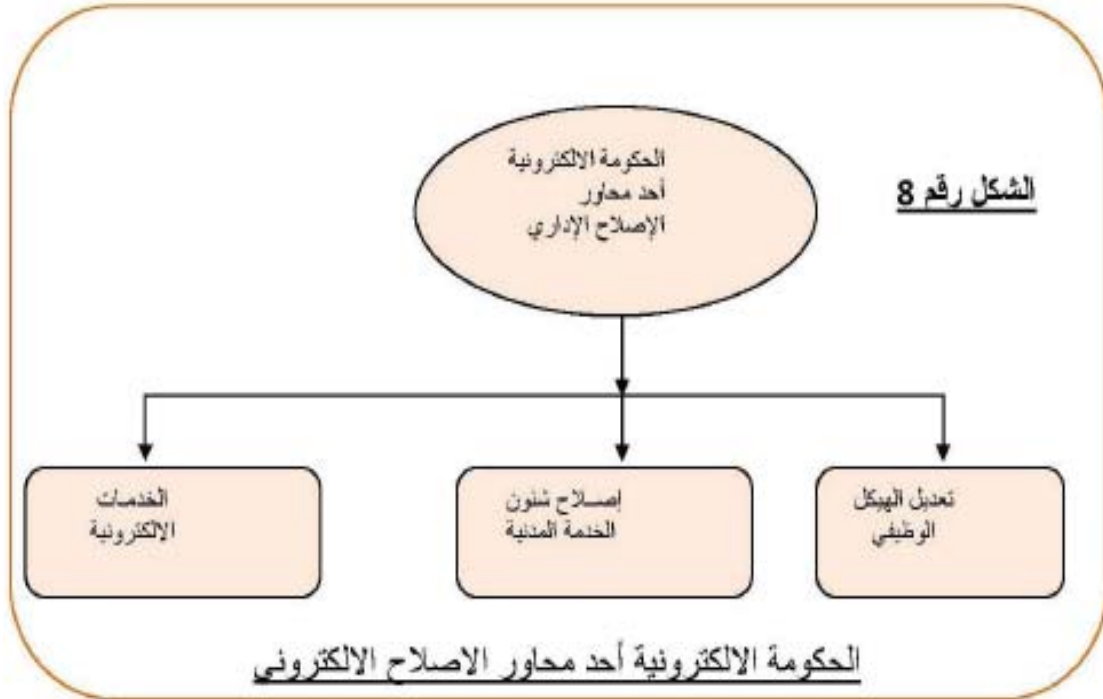 الحكومة الالكترونية
أحد محاور
الإصلاح الإداري
الشكل رقم 8
تعديل الهيكل
الوظيفي
إصلاح شئون
الخدمة المدنية
الخدمات
الالكترونية
الحكومة الالكترونية أحد محاور الاصلاح الالكتروني